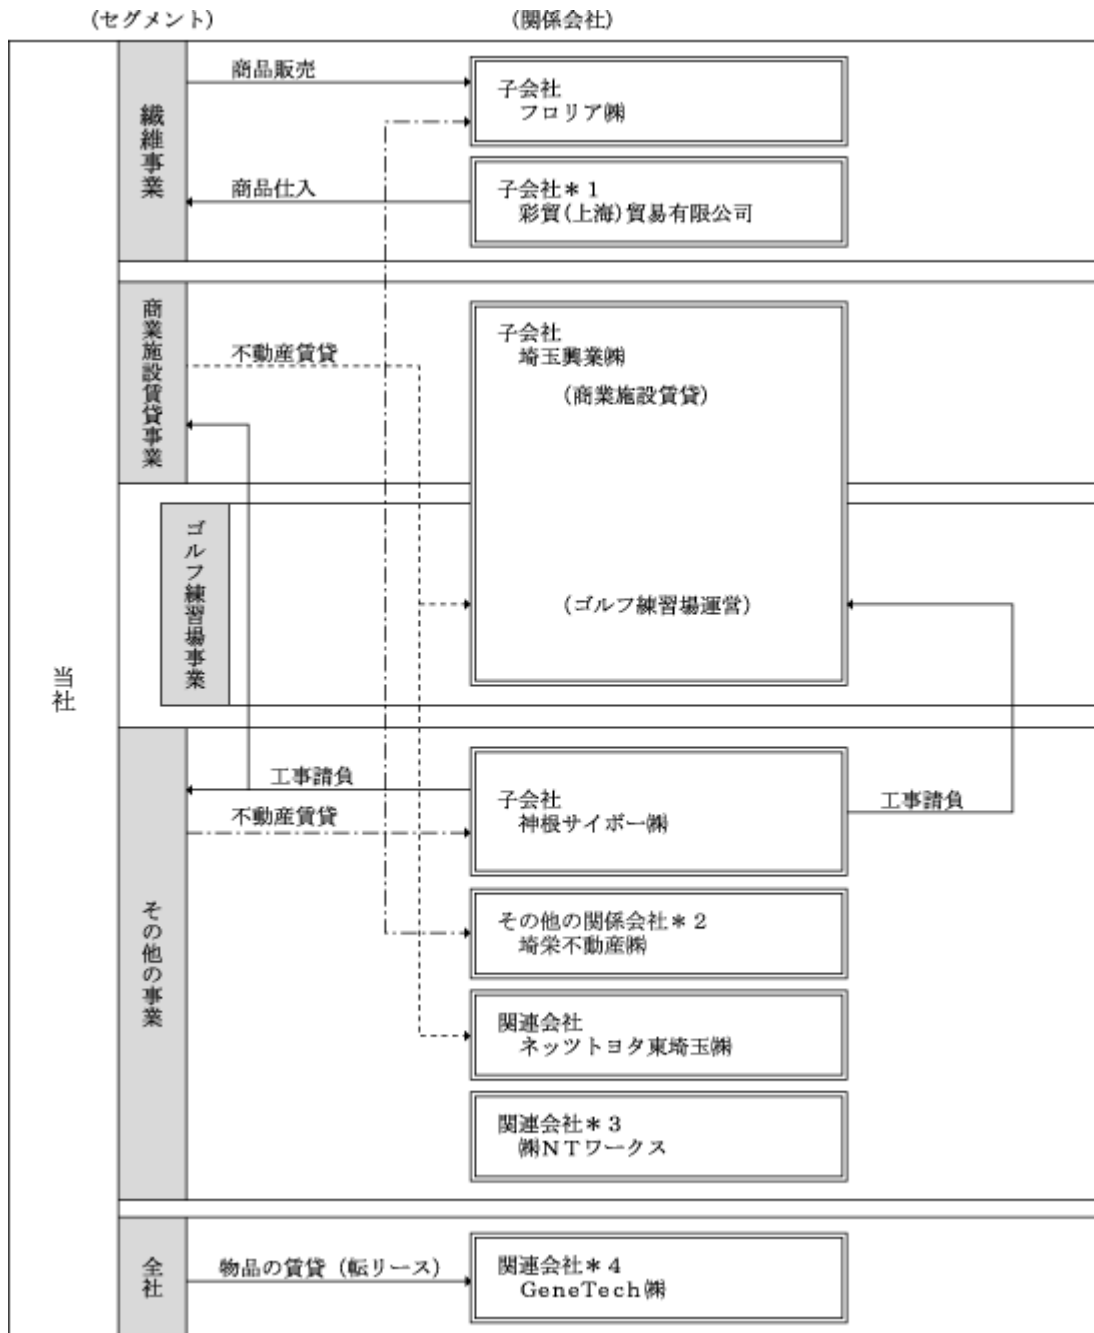 (セグメント)
(関係会社)
当社
繊維事業
商品販売
子会社
フロリア㈱
商品仕入
子会社＊１
彩貿(上海)貿易有限公司
商業施設賃貸事業
不動産賃貸
子会社
埼玉興業㈱
(商業施設賃貸)
ゴルフ練習場事業
(ゴルフ練習場運営)
その他の事業
工事請負
不動産賃貸
子会社
神根サイボー㈱
工事請負
その他の関係会社＊２
埼栄不動産㈱
関連会社
ネッツトヨタ東埼玉㈱
関連会社＊３
㈱ＮＴワークス
全社
物品の賃貸（転リース）
関連会社＊４
GeneTech㈱